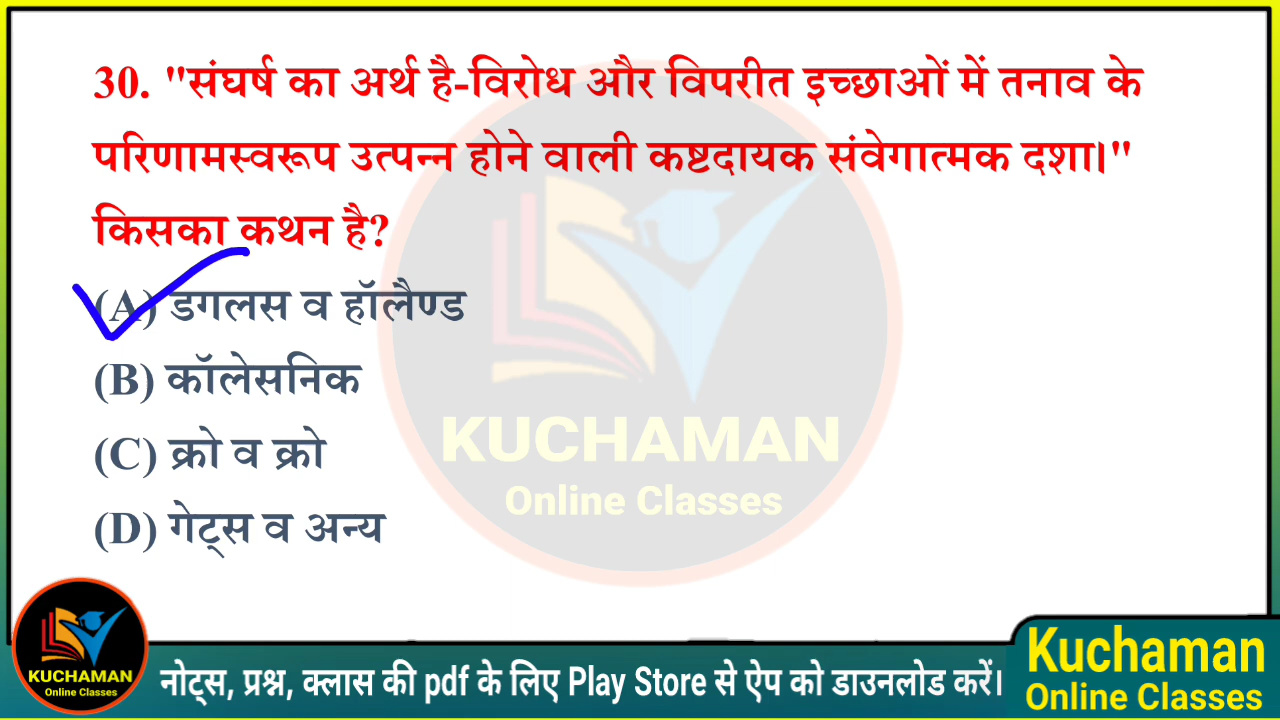 30. "संघर्ष का अर्थ है-विरोध और विपरीत इच्छाओं में तनाव के
परिणामस्वरूप उत्पन्न होने वाली कष्टदायक संवेगात्मक दशा।"
किसका कथन है?
(A) डगलस व हॉलैण्ड
(B) कॉलेसनिक
(C) क्रो व क्रो
(D) गेट्स व अन्य
KUCHAMAN
Online Classes
KUCHAMAN
Online Classes
नोट्स, प्रश्न, क्लास की pdf के लिए Play Store से ऐप को डाउनलोड करें।
Kuchaman
Online Classes